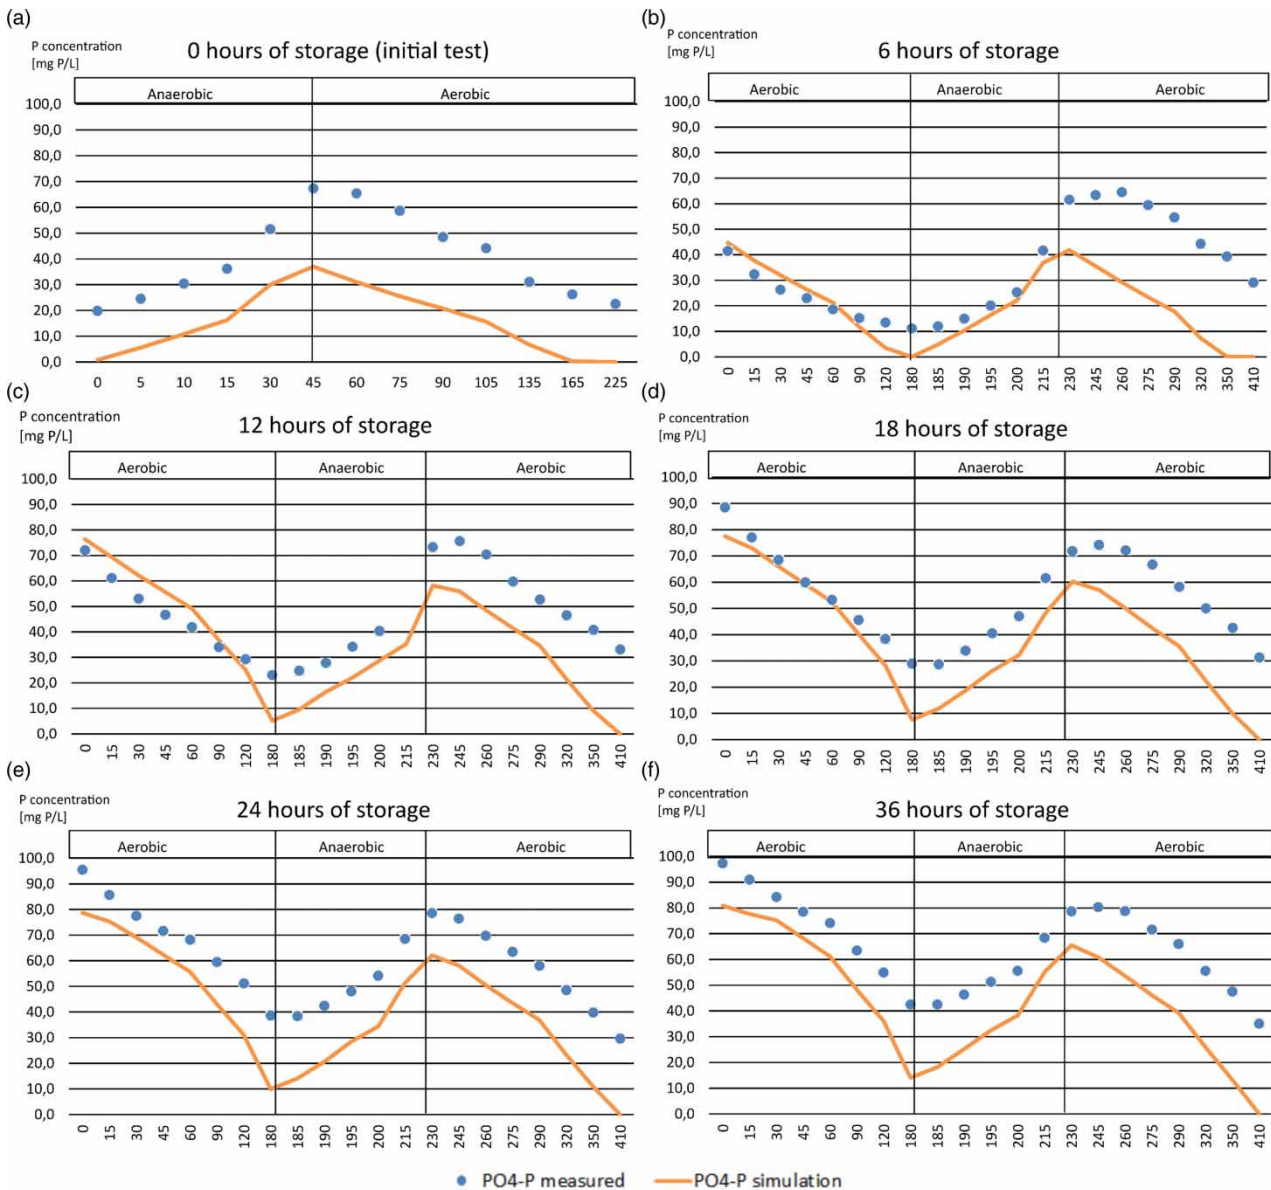 (a)
P concentration
[mg P/L]
0 hours of storage (initial test)
Anaerobic Aerobic
100,0
90,0
80,0
70,0
60,0
50,0
40,0
30,0
20,0
10,0
0,0
0 5 10 15 30 45 60 75 90 105 135 165 225
(b)
P concentration
[mg P/L]
6 hours of storage
Aerobic Anaerobic Aerobic
100,0
90,0
80,0
70,0
60,0
50,0
40,0
30,0
20,0
10,0
0,0
0 15 30 45 60 90 120 180 185 190 195 200 215 230 245 260 275 290 320 350 410
(c)
P concentration
[mg P/L]
12 hours of storage
Aerobic Anaerobic Aerobic
100,0
90,0
80,0
70,0
60,0
50,0
40,0
30,0
20,0
10,0
0,0
0 15 30 45 60 90 120 180 185 190 195 200 215 230 245 260 275 290 320 350 410
(d)
P concentration
[mg P/L]
18 hours of storage
Aerobic Anaerobic Aerobic
100,0
90,0
80,0
70,0
60,0
50,0
40,0
30,0
20,0
10,0
0,0
0 15 30 45 60 90 120 180 185 190 195 200 215 230 245 260 275 290 320 350 410
(e)
P concentration
[mg P/L]
24 hours of storage
Aerobic Anaerobic Aerobic
100,0
90,0
80,0
70,0
60,0
50,0
40,0
30,0
20,0
10,0
0,0
0 15 30 45 60 90 120 180 185 190 195 200 215 230 245 260 275 290 320 350 410
(f)
P concentration
[mg P/L]
36 hours of storage
Aerobic Anaerobic Aerobic
100,0
90,0
80,0
70,0
60,0
50,0
40,0
30,0
20,0
10,0
0,0
0 15 30 45 60 90 120 180 185 190 195 200 215 230 245 260 275 290 320 350 410
PO4-P measured PO4-P simulation